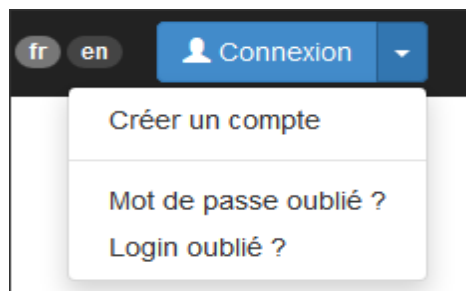 fr en Connexion
Créer un compte
Mot de passe oublié ?
Login oublié ?